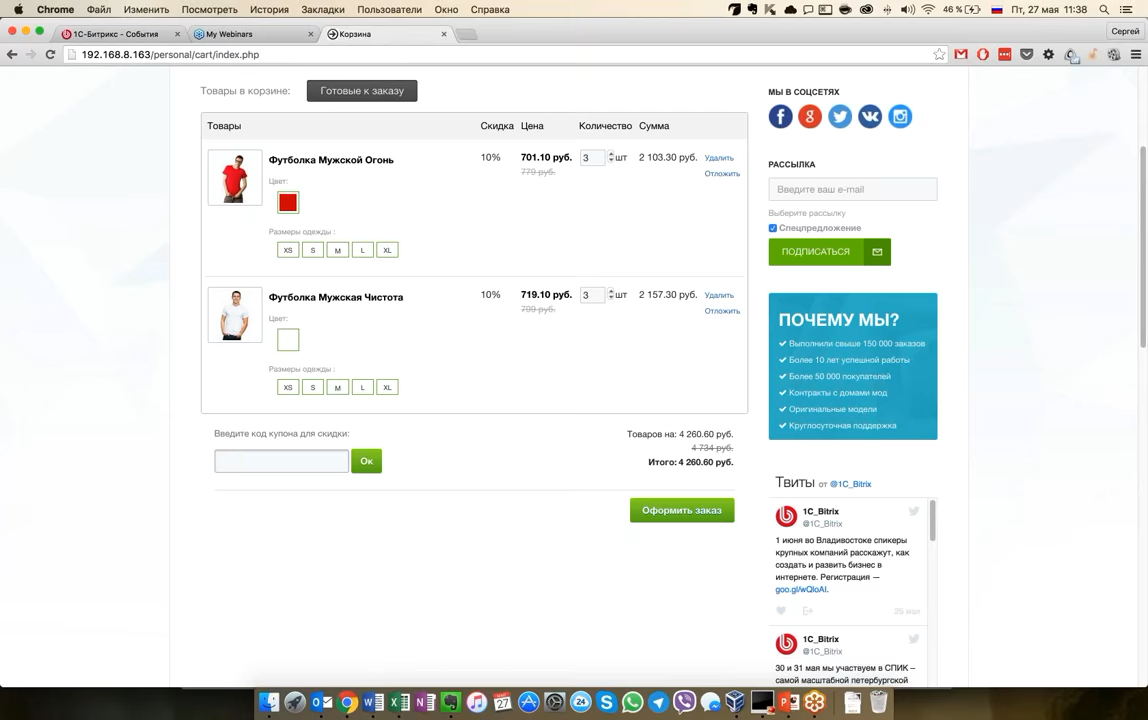 Chrome Файл Изменить Посмотреть История Закладки Пользователи Окно Справка 46 % Пт, 27 мая 11:38
1С-Битрикс - События My Webinars Корзина Сергей
192.168.8.163/personal/cart/index.php
Товары в корзине: Готовые к заказу
Товары Скидка Цена Количество Сумма
Футболка Мужской Огонь 10% 701.10 руб. 3 шт 2 103.30 руб. Удалить
779 руб. Отложить
Цвет:
Размеры одежды :
XS S M L XL
Футболка Мужская Чистота 10% 719.10 руб. 3 шт 2 157.30 руб. Удалить
799 руб. Отложить
Цвет:
Размеры одежды :
XS S M L XL
Введите код купона для скидки:
Ок
Товаров на: 4 260.60 руб.
4 734 руб.
Итого: 4 260.60 руб.
Оформить заказ
МЫ В СОЦСЕТЯХ
РАССЫЛКА
Введите ваш e-mail
Выберите рассылку
Спецпредложение
ПОДПИСАТЬСЯ
ПОЧЕМУ МЫ?
Выполнили свыше 150 000 заказов
Более 10 лет успешной работы
Более 50 000 покупателей
Контракты с домами мод
Оригинальные модели
Круглосуточная поддержка
Твиты от @1C_Bitrix
1C_Bitrix
@1C_Bitrix
1 июня во Владивостоке спикеры
крупных компаний расскажут, как
создать и развить бизнес в
интернете. Регистрация —
goo.gl/wQloAI.
25 мая
1C_Bitrix
@1C_Bitrix
30 и 31 мая мы участвуем в СПИК –
самой масштабной петербургской